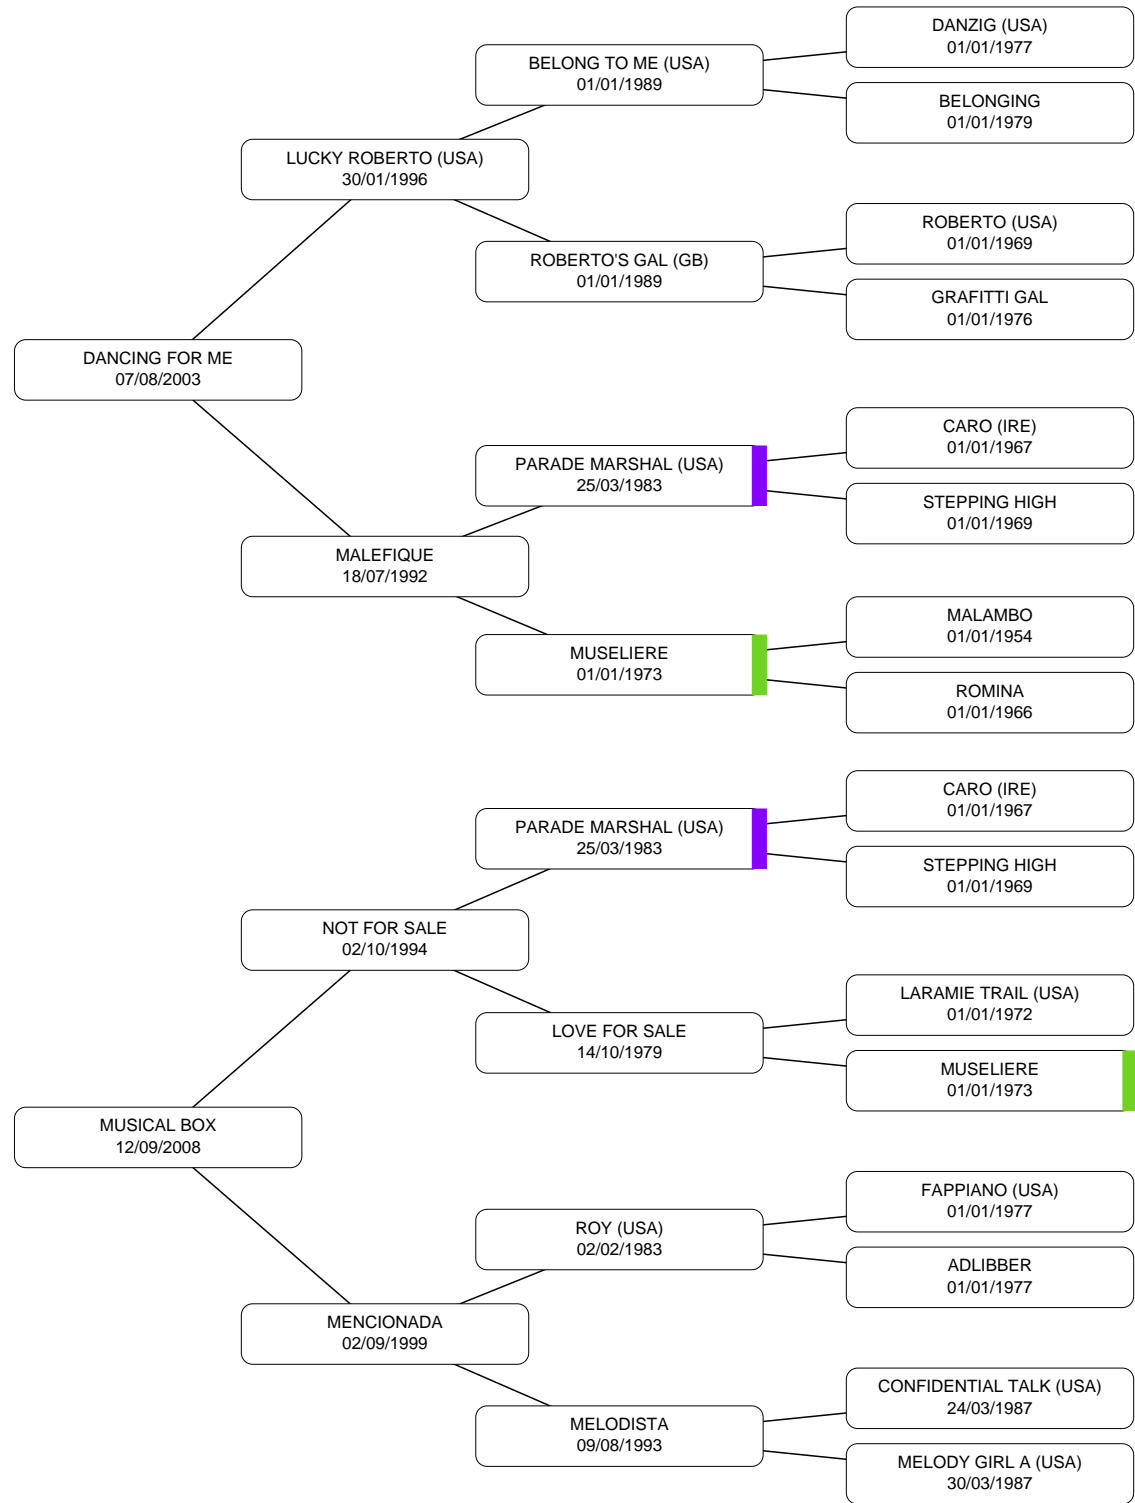 DANZIG (USA)
01/01/1977
BELONG TO ME (USA)
01/01/1989
BELONGING
01/01/1979
LUCKY ROBERTO (USA)
30/01/1996
ROBERTO (USA)
01/01/1969
ROBERTO'S GAL (GB)
01/01/1989
GRAFITTI GAL
01/01/1976
DANCING FOR ME
07/08/2003
CARO (IRE)
01/01/1967
PARADE MARSHAL (USA)
25/03/1983
STEPPING HIGH
01/01/1969
MALEFIQUE
18/07/1992
MALAMBO
01/01/1954
MUSELIERE
01/01/1973
ROMINA
01/01/1966
CARO (IRE)
01/01/1967
PARADE MARSHAL (USA)
25/03/1983
STEPPING HIGH
01/01/1969
NOT FOR SALE
02/10/1994
LARAMIE TRAIL (USA)
01/01/1972
LOVE FOR SALE
14/10/1979
MUSELIERE
01/01/1973
MUSICAL BOX
12/09/2008
FAPPIANO (USA)
01/01/1977
ROY (USA)
02/02/1983
ADLIBBER
01/01/1977
MENCIONADA
02/09/1999
CONFIDENTIAL TALK (USA)
24/03/1987
MELODISTA
09/08/1993
MELODY GIRL A (USA)
30/03/1987